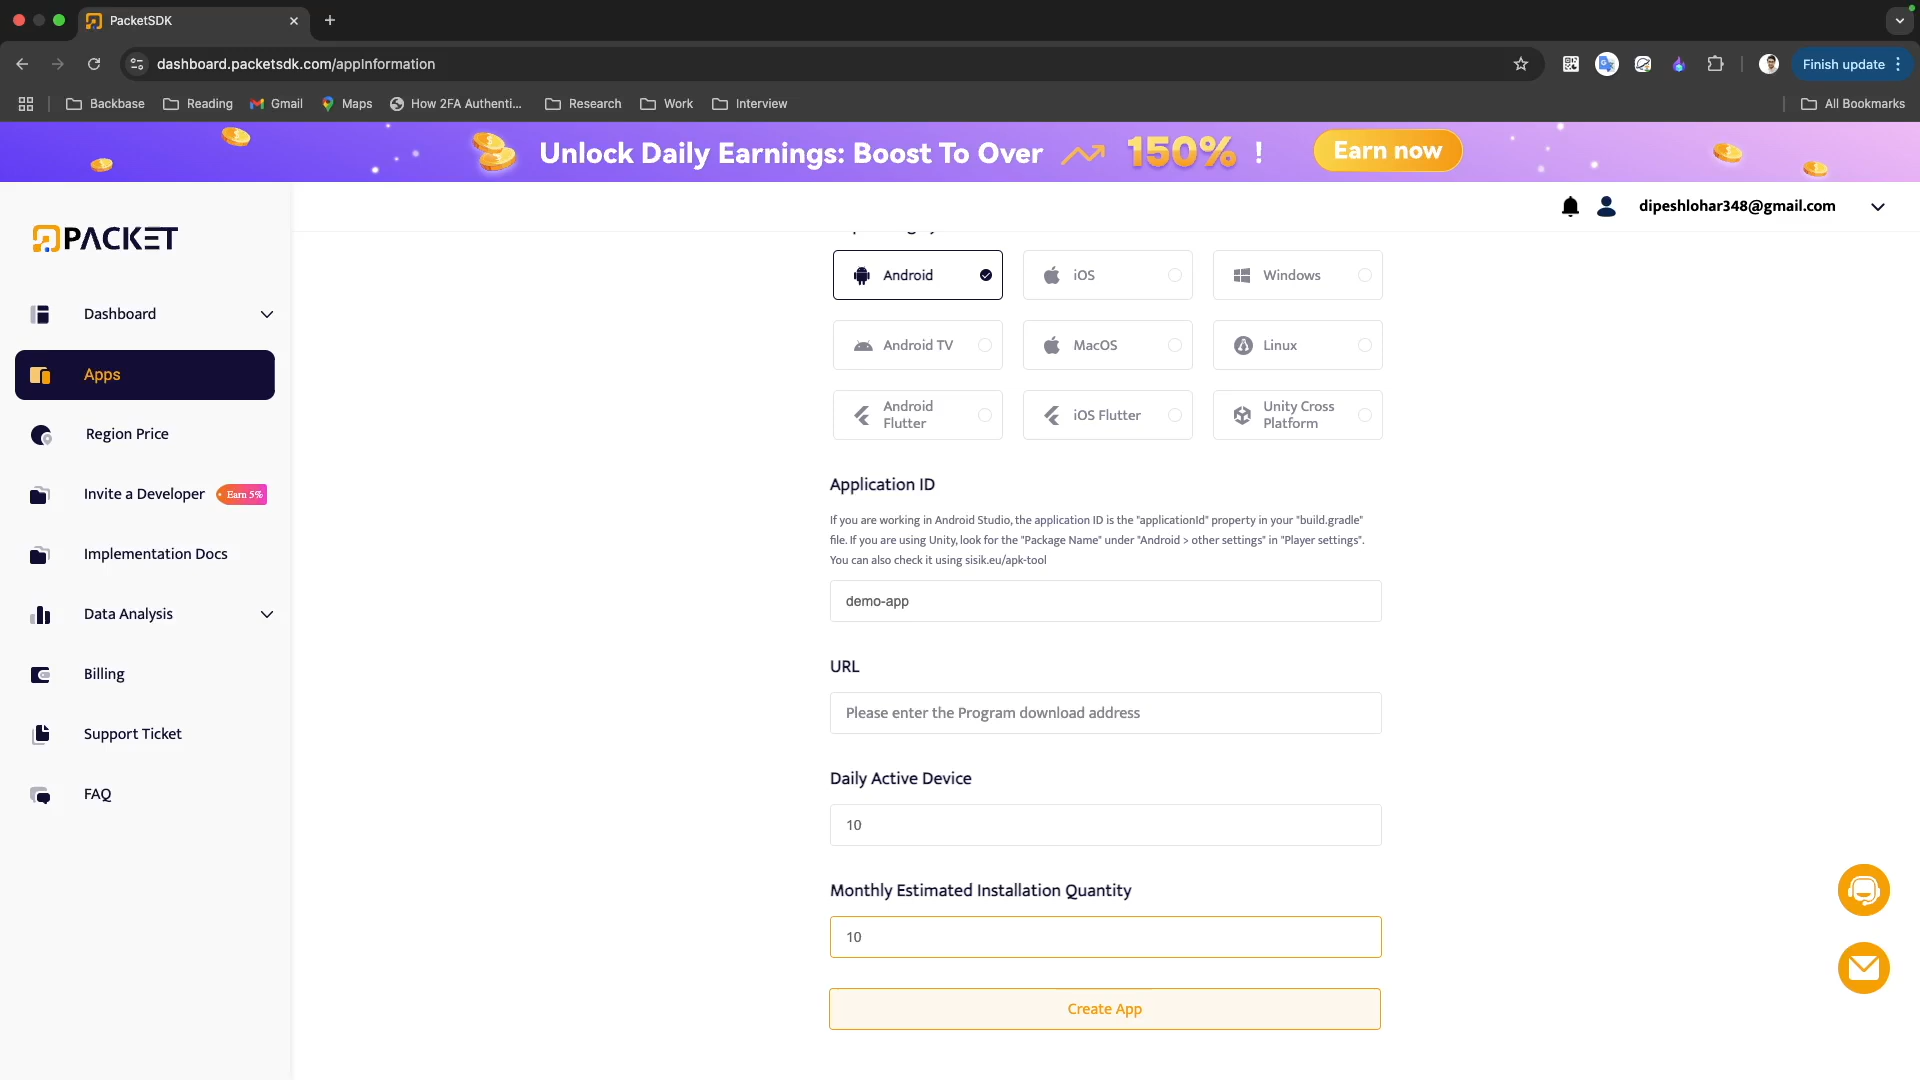 PacketSDK
dashboard.packetsdk.com/appInformation
Finish update
Backbase
Reading
Gmail
Maps
How 2FA Authenti...
Research
Work
Interview
All Bookmarks
Unlock Daily Earnings: Boost To Over 150% !
Earn now
PACKET
dipeshlohar348@gmail.com
Dashboard
Apps
Region Price
Invite a Developer
Earn 5%
Implementation Docs
Data Analysis
Billing
Support Ticket
FAQ
Android
iOS
Windows
Android TV
MacOS
Linux
Android
Flutter
iOS Flutter
Unity Cross
Platform
Application ID
If you are working in Android Studio, the application ID is the "applicationId" property in your "build.gradle"
file. If you are using Unity, look for the "Package Name" under "Android > other settings" in "Player settings".
You can also check it using sisik.eu/apk-tool
demo-app
URL
Please enter the Program download address
Daily Active Device
10
Monthly Estimated Installation Quantity
10
Create App